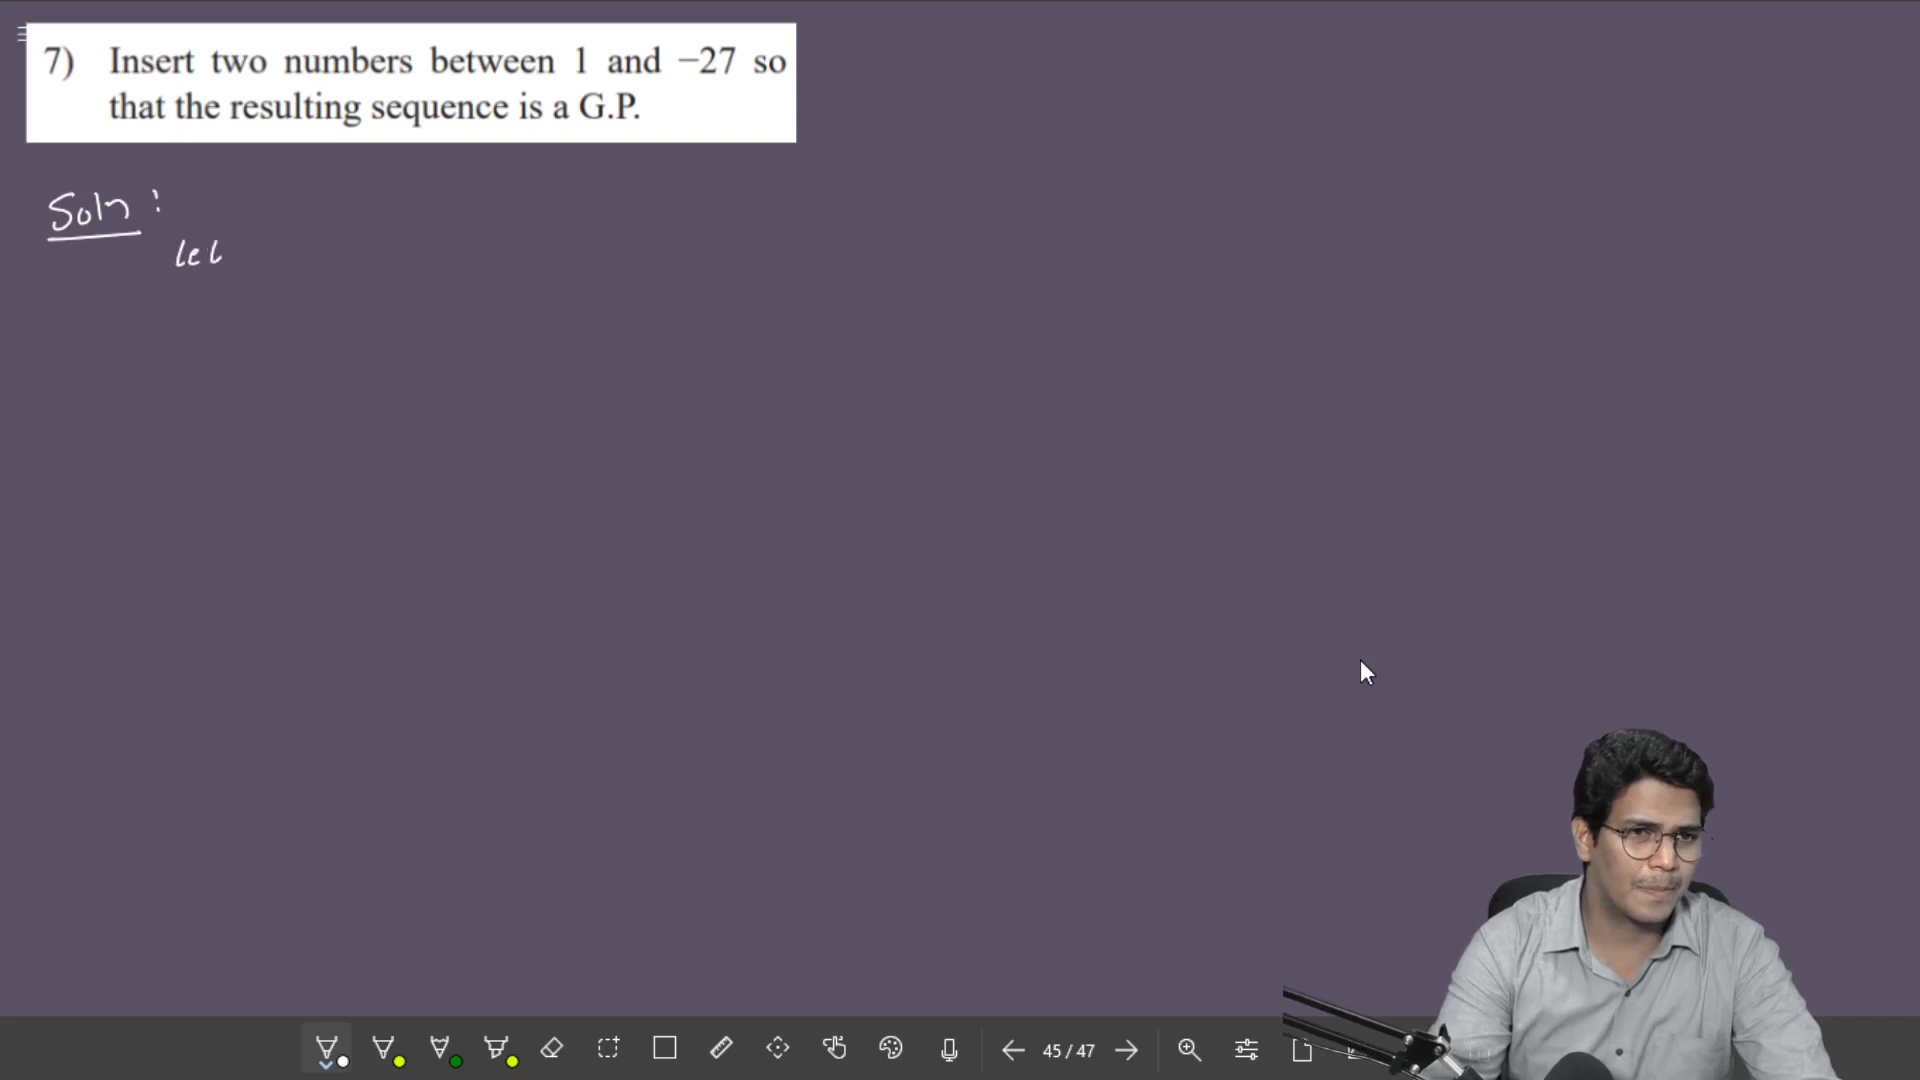 7) Insert two numbers between 1 and −27 so
that the resulting sequence is a G.P.
Soln :
let
45 / 47